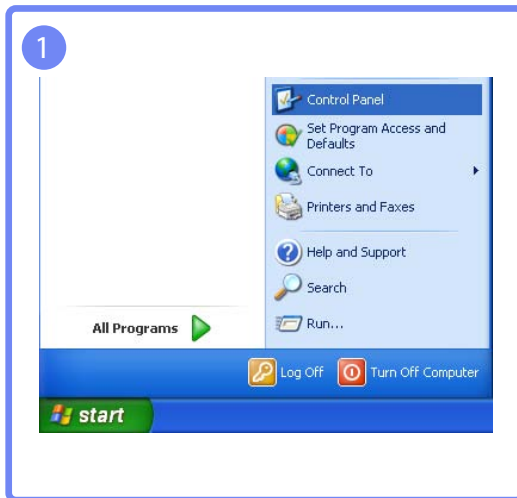 1
Control Panel
Set Program Access and
Defaults
Connect To
Printers and Faxes
Help and Support
Search
Run...
All Programs
Log Off
Turn Off Computer
start